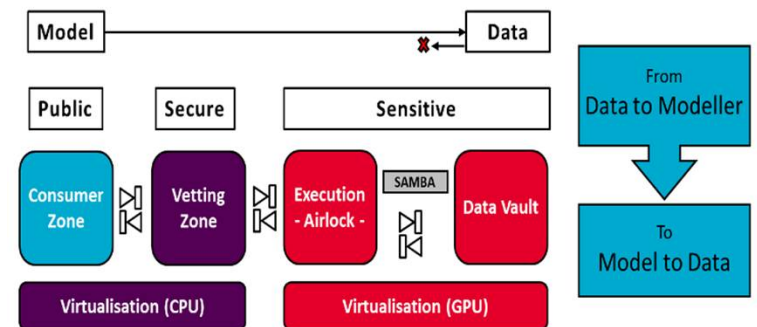 Model
Data
From
Data to Modeller
Public
Secure
Sensitive
Consumer
Zone
Vetting
Zone
Execution
- Airlock -
SAMBA
Data Vault
To
Model to Data
Virtualisation (CPU)
Virtualisation (GPU)